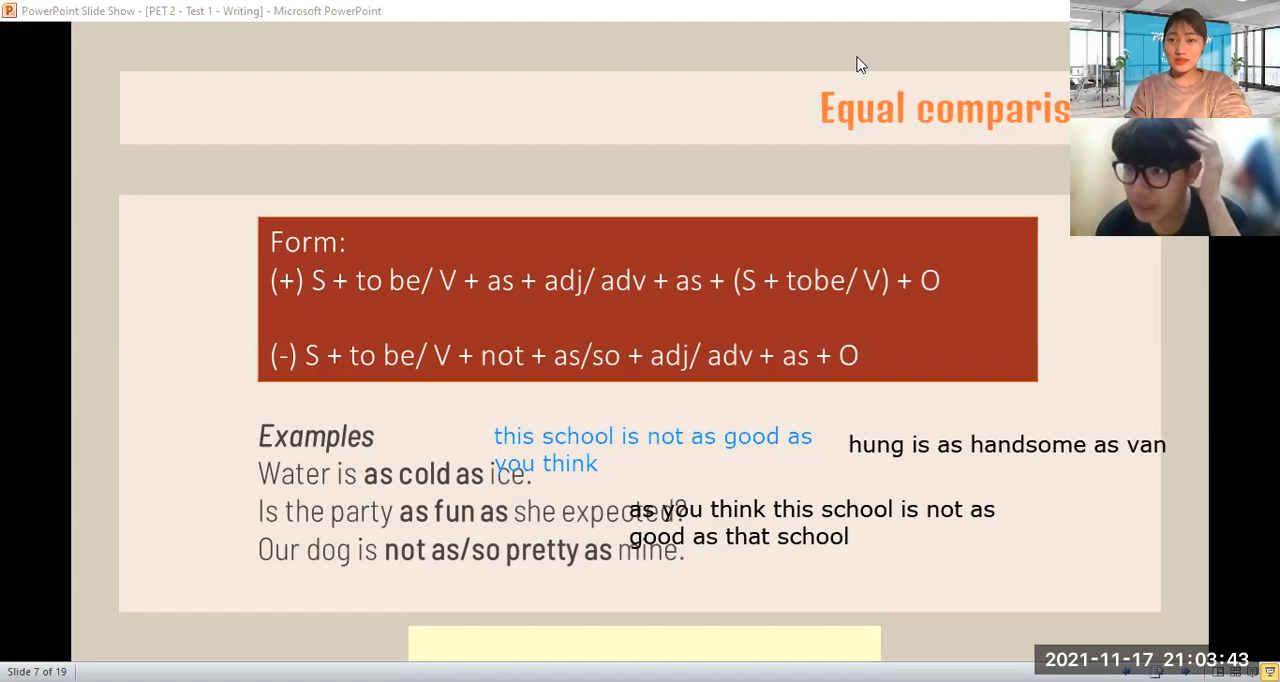 PowerPoint Slide Show - [PET 2 - Test 1 - Writing] - Microsoft PowerPoint
Equal comparis
Form:
(+) S + to be/ V + as + adj/ adv + as + (S + tobe/ V) + O
(-) S + to be/ V + not + as/so + adj/ adv + as + O
Examples
this school is not as good as
you think
hung is as handsome as van
Water is as cold as ice.
Is the party as fun as she expected?
as you think this school is not as
good as that school
Our dog is not as/so pretty as mine.
2021-11-17 21:03:43
Slide 7 of 19